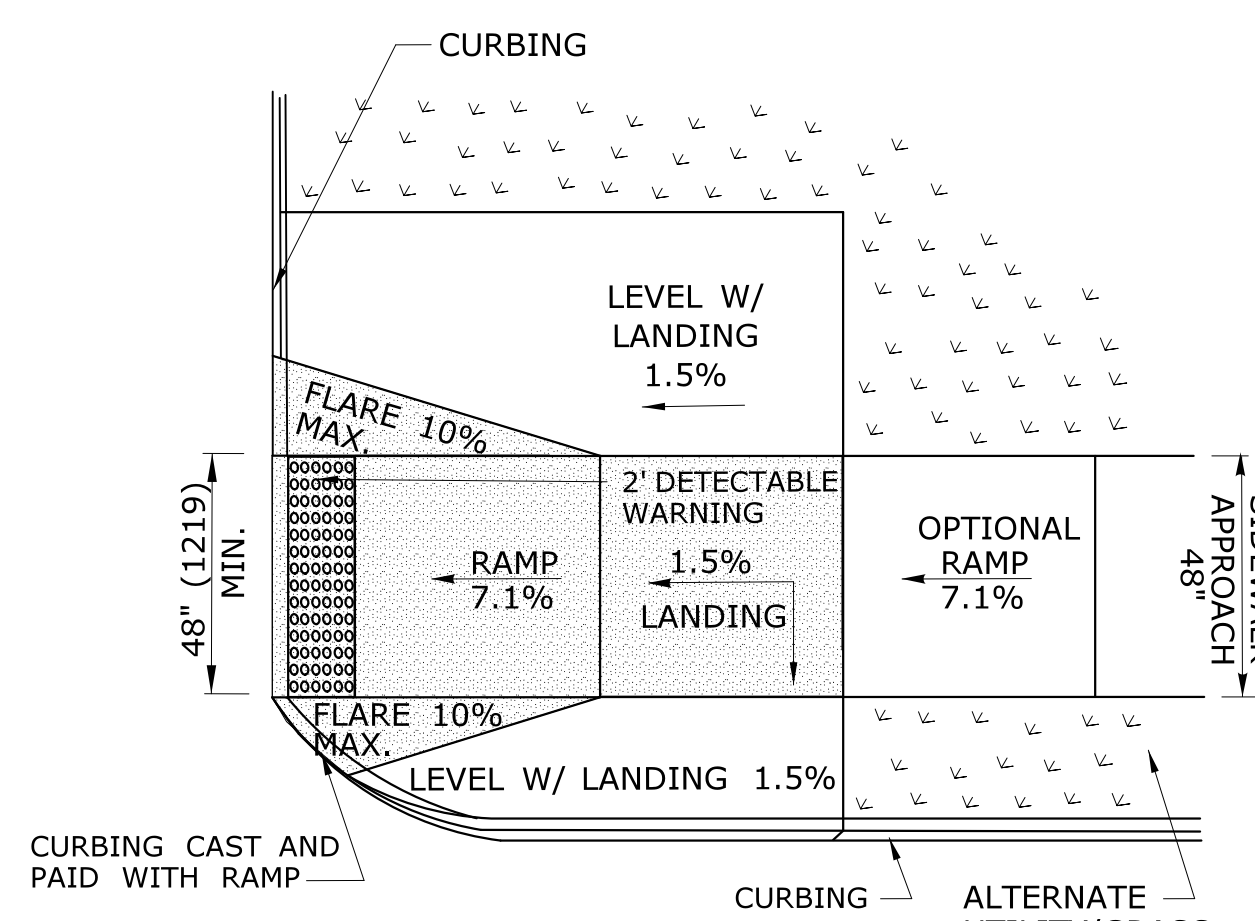 CURBING
LEVEL W/
LANDING
1.5%
FLARE 10%
MAX.
2' DETECTABLE
WARNING
1.5%
LANDING
RAMP
7.1%
OPTIONAL
RAMP
7.1%
48" (1219)
MIN.
APPROACH
48"
FLARE 10%
MAX.
LEVEL W/ LANDING 1.5%
CURBING CAST AND
PAID WITH RAMP
CURBING
ALTERNATE